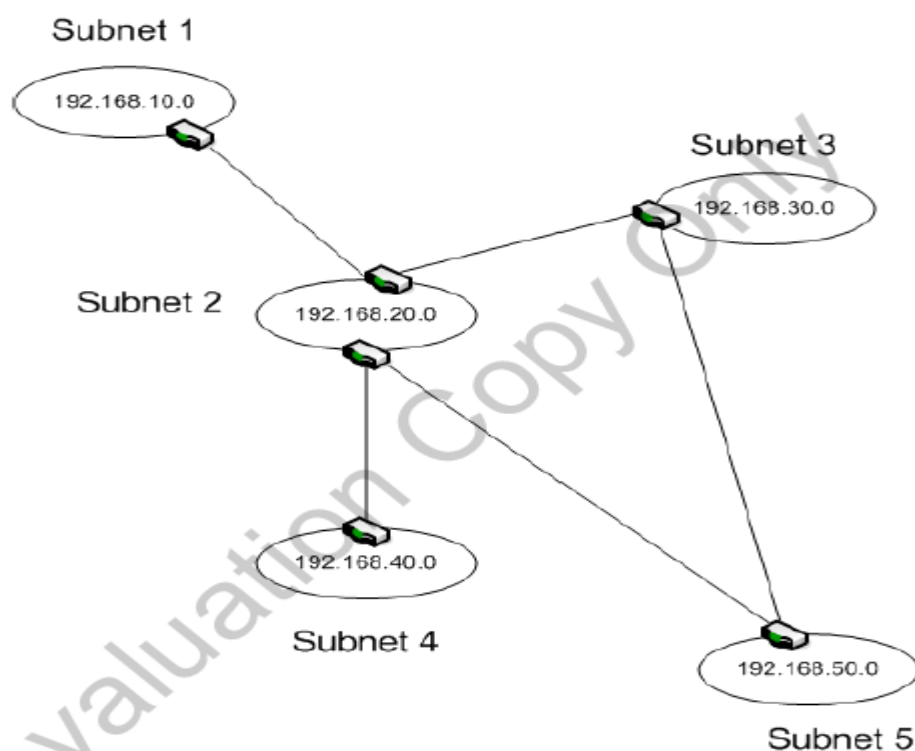 Subnet 1
192.168.10.0
Subnet 3
192.168.30.0
Subnet 2
192.168.20.0
192.168.40.0
Subnet 4
192.168.50.0
Subnet 5
valuation Copy Only